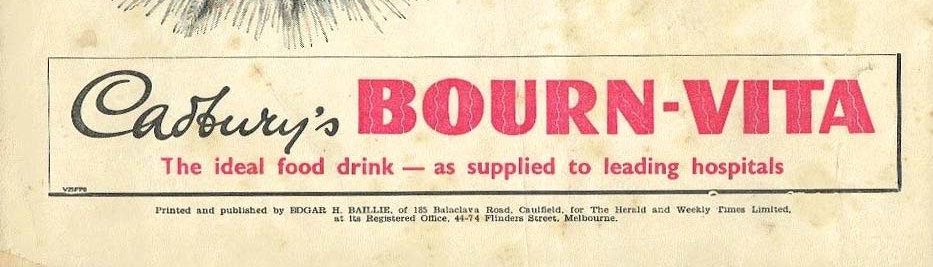 Cadbury's BOURN-VITA
The ideal food drink — as supplied to leading hospitals
Printed and published by EDGAR H. BAILLIE, of 185 Balaclava Road, Caulfield, for The Herald and Weekly Times Limited,
at its Registered Office, 44-74 Flinders Street, Melbourne.